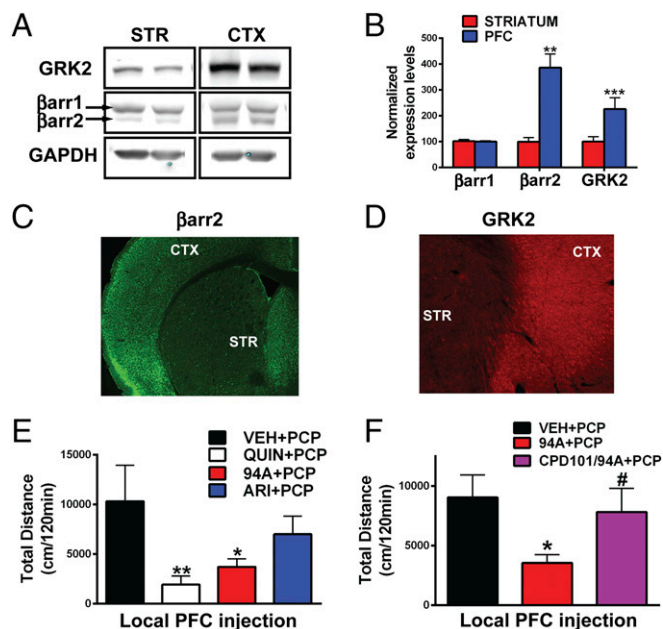 A
STR CTX
GRK2
βarr1
βarr2
GAPDH
B
STRIATUM
PFC
Normalized
expression levels
500
400
300
200
100
0
**
***
βarr1 βarr2 GRK2
C
βarr2
CTX
STR
D
GRK2
CTX
STR
E
VEH+PCP
QUIN+PCP
94A+PCP
ARI+PCP
Total Distance
(cm/120min)
15000
10000
5000
0
**
*
Local PFC injection
F
VEH+PCP
94A+PCP
CPD101/94A+PCP
Total Distance
(cm/120min)
10000
5000
0
*
#
Local PFC injection